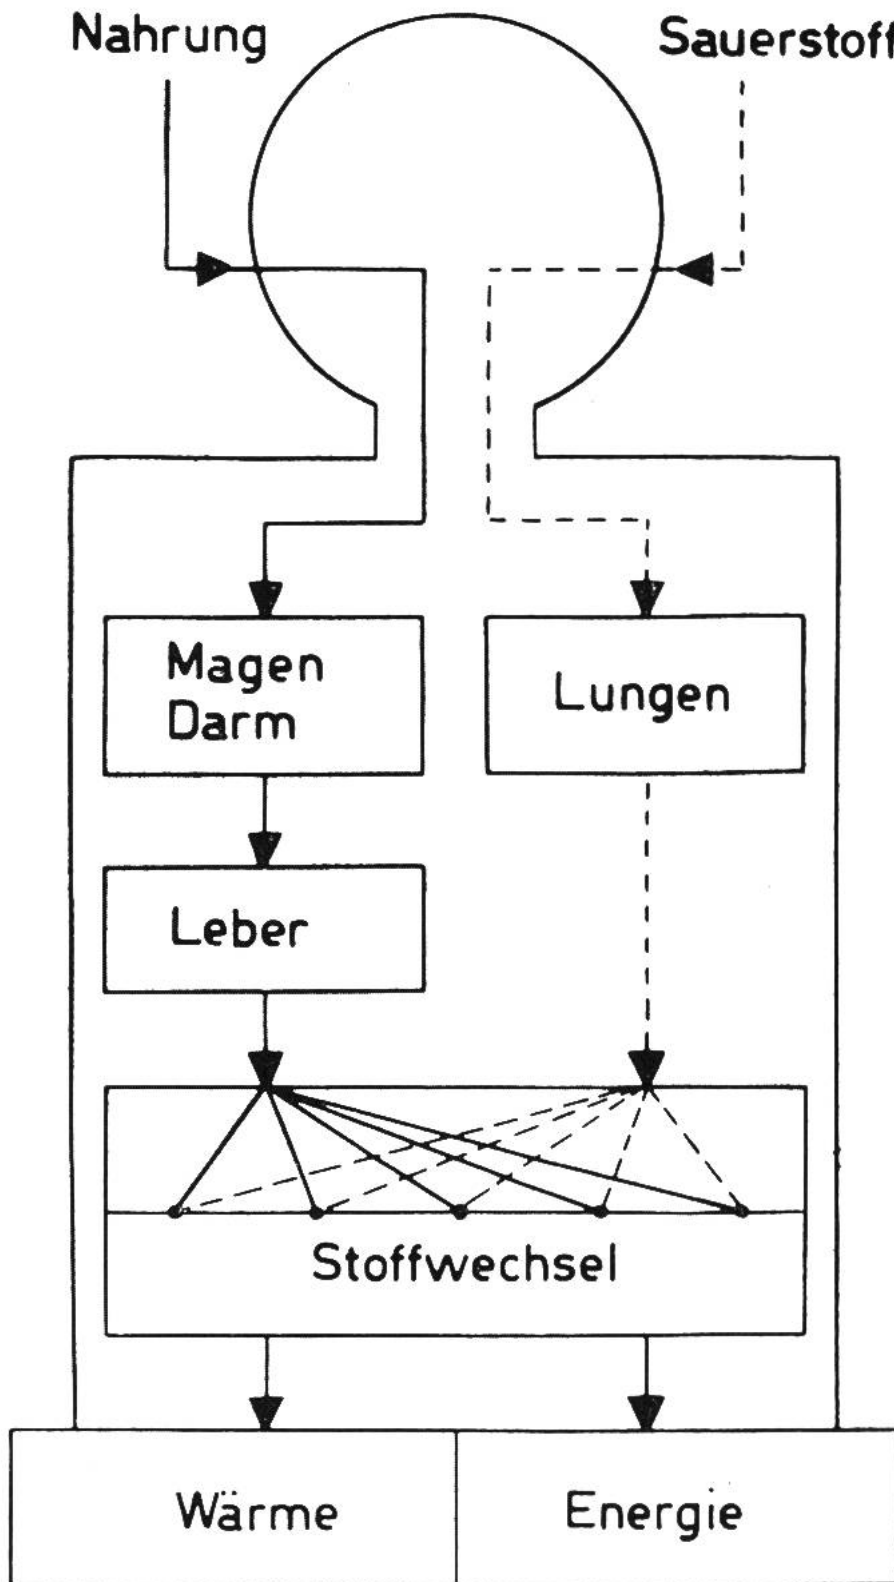 Nahrung
Sauerstoff
Magen
Darm
Lungen
Leber
Stoffwechsel
Wärme
Energie